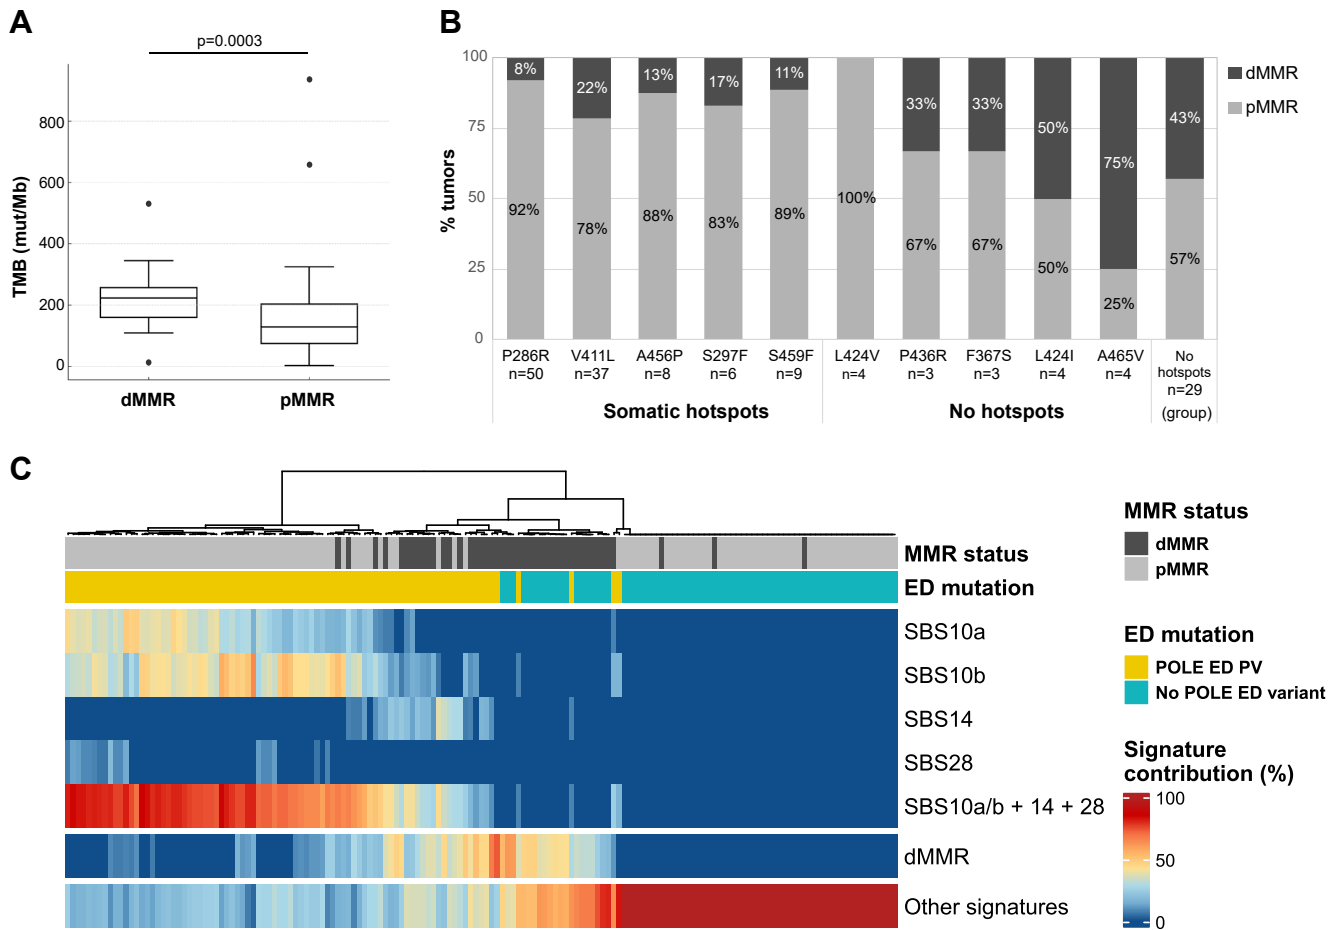 A
p=0.0003
TMB (mut/Mb)
800
600
400
200
0
dMMR
pMMR
B
% tumors
100
75
50
25
0
8%
22%
13%
17%
11%
33%
33%
50%
75%
43%
92%
78%
88%
83%
89%
100%
67%
67%
50%
25%
57%
dMMR
pMMR
P286R
n=50
V411L
n=37
A456P
n=8
S297F
n=6
S459F
n=9
L424V
n=4
P436R
n=3
F367S
n=3
L424I
n=4
A465V
n=4
No
hotspots
n=29
(group)
Somatic hotspots
No hotspots
C
MMR status
ED mutation
SBS10a
SBS10b
SBS14
SBS28
SBS10a/b + 14 + 28
dMMR
Other signatures
MMR status
dMMR
pMMR
ED mutation
POLE ED PV
No POLE ED variant
Signature
contribution (%)
100
50
0